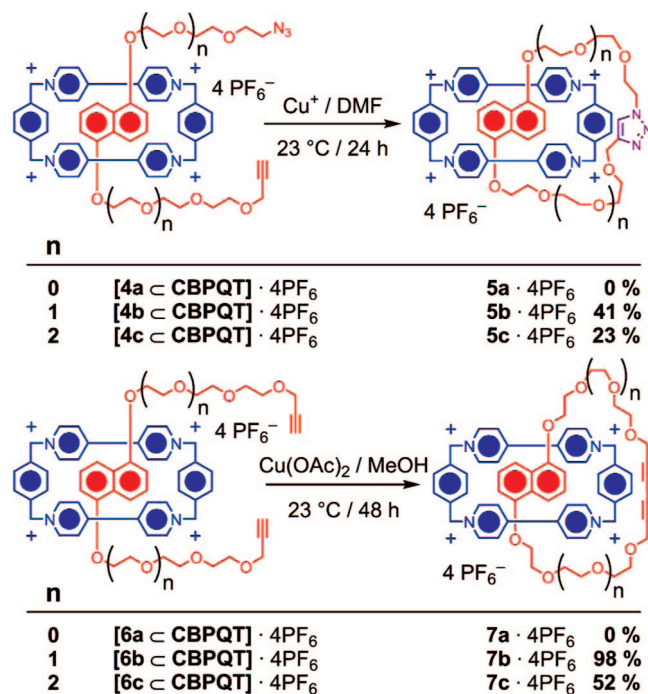 O ( O ) n O N₃
+ N N +
4 PF₆⁻
+ N N +
O ( O ) n O O
Cu⁺ / DMF
23 °C / 24 h
O ( O ) n O
+ N N +
N N N
+ N N +
O O ( O ) n O
4 PF₆⁻
n
0 [4a ⊂ CBPQT] · 4PF₆ 5a · 4PF₆ 0 %
1 [4b ⊂ CBPQT] · 4PF₆ 5b · 4PF₆ 41 %
2 [4c ⊂ CBPQT] · 4PF₆ 5c · 4PF₆ 23 %
O ( O ) n O O
4 PF₆⁻
+ N N +
+ N N +
O ( O ) n O O
Cu(OAc)₂ / MeOH
23 °C / 48 h
O ( O ) n O O
+ N N +
+ N N +
O O ( O ) n O
4 PF₆⁻
n
0 [6a ⊂ CBPQT] · 4PF₆ 7a · 4PF₆ 0 %
1 [6b ⊂ CBPQT] · 4PF₆ 7b · 4PF₆ 98 %
2 [6c ⊂ CBPQT] · 4PF₆ 7c · 4PF₆ 52 %